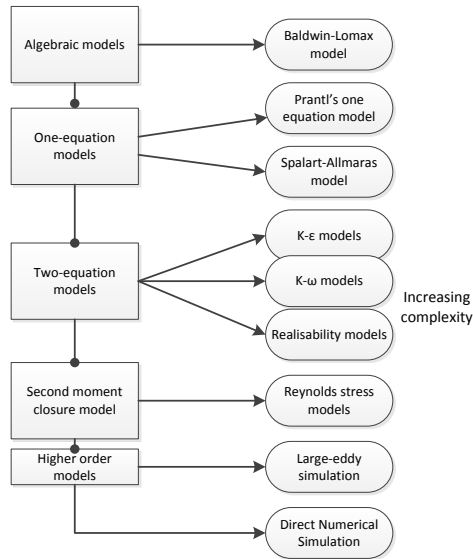 Algebraic models
Baldwin-Lomax
model
Prantl's one
equation model
One-equation
models
Spalart-Allmaras
model
K-ε models
Two-equation
models
K-ω models
Realisability models
Increasing
complexity
Second moment
closure model
Reynolds stress
models
Higher order
models
Large-eddy
simulation
Direct Numerical
Simulation